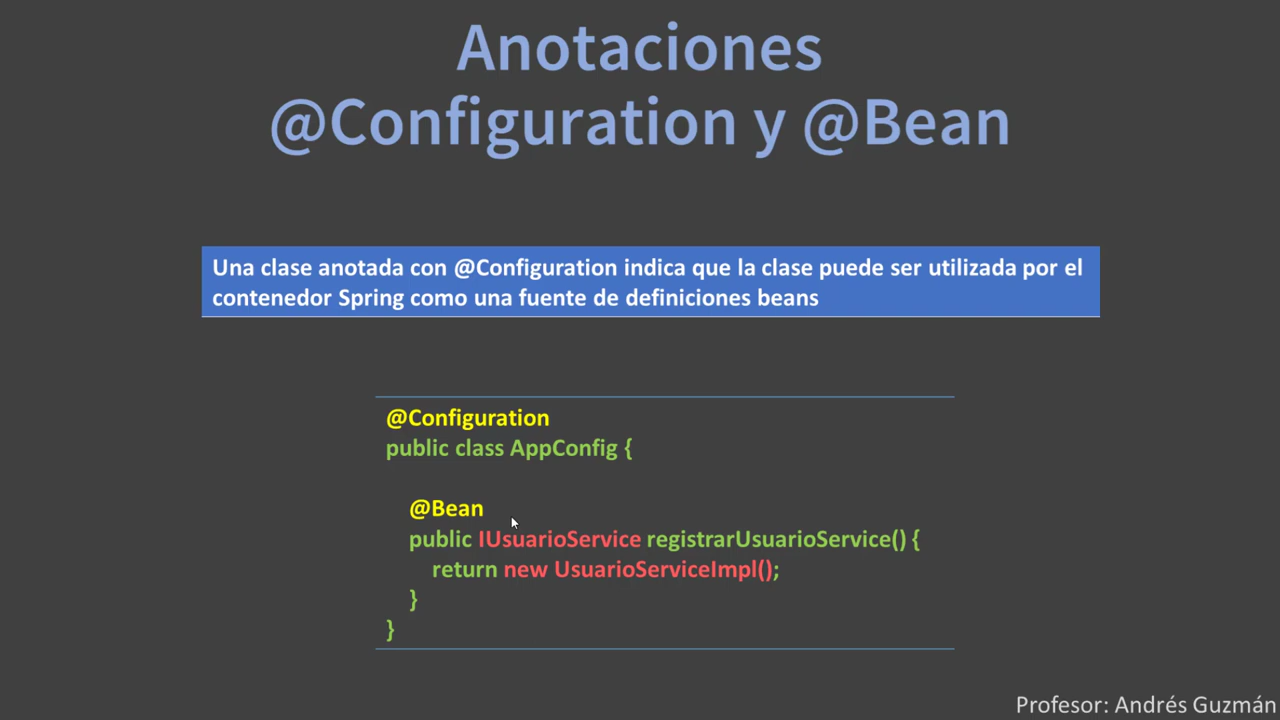 Anotaciones
@Configuration y @Bean
Una clase anotada con @Configuration indica que la clase puede ser utilizada por el
contenedor Spring como una fuente de definiciones beans
@Configuration
public class AppConfig {
@Bean
public IUsuarioService registrarUsuarioService() {
return new UsuarioServiceImpl();
}
}
Profesor: Andrés Guzmán